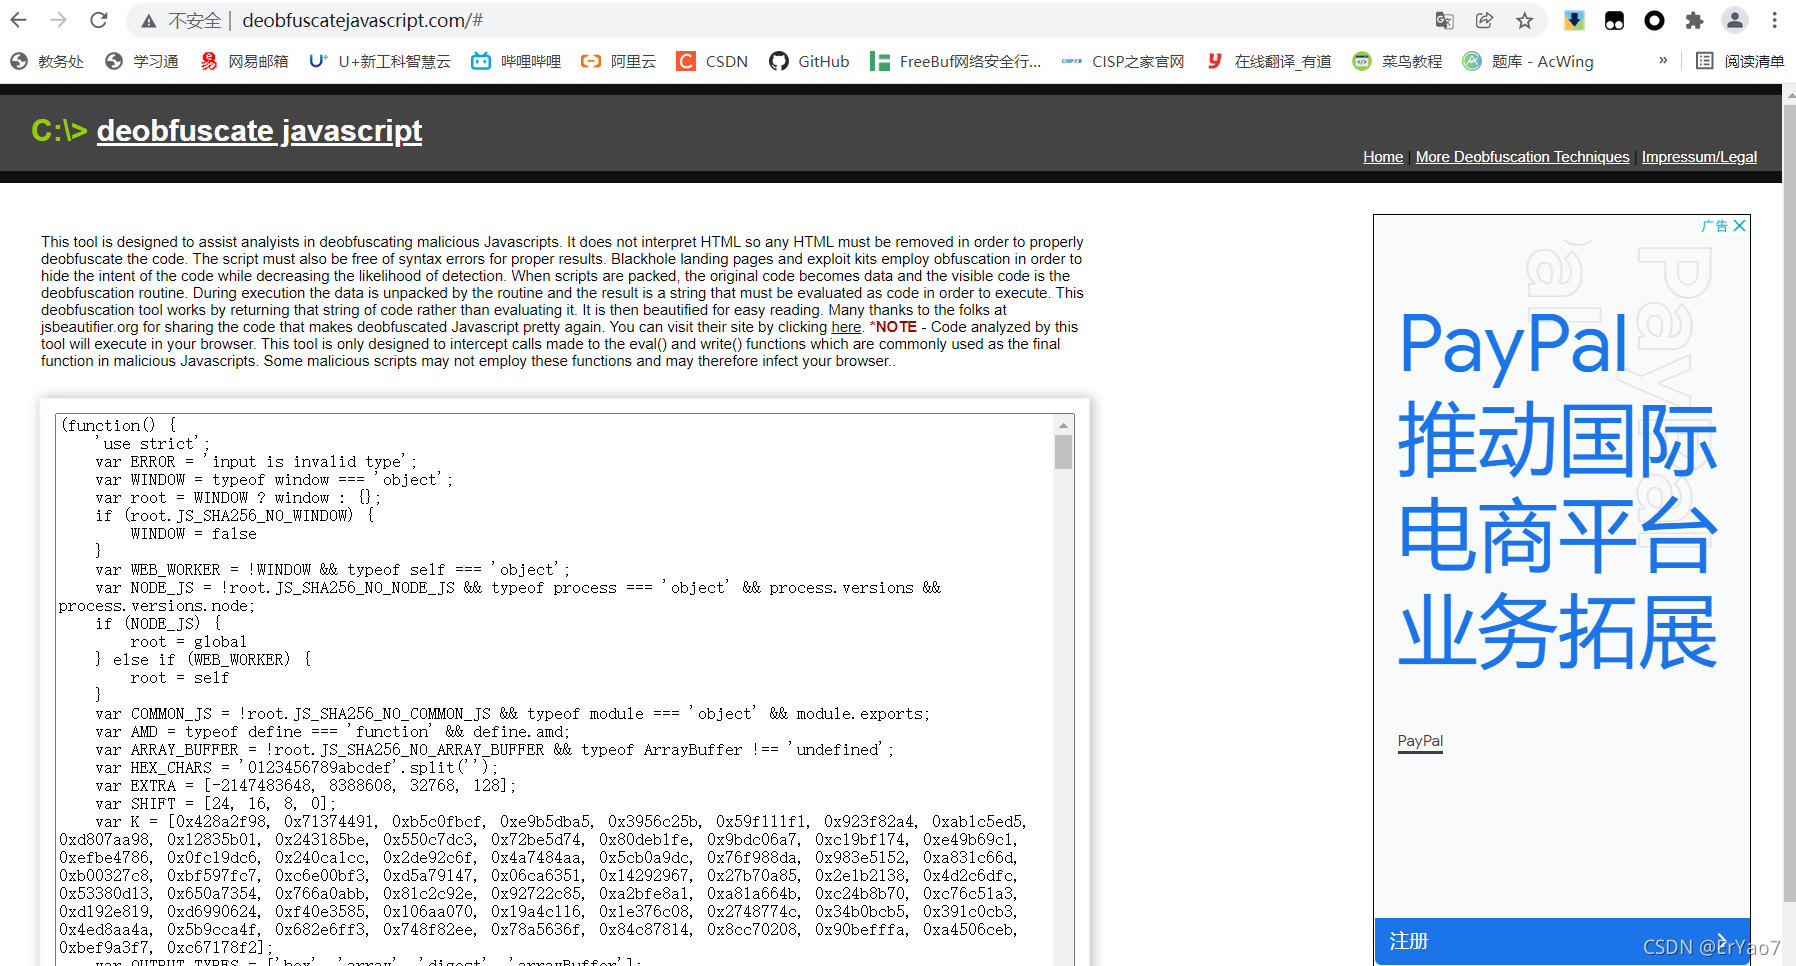 不安全 | deobfuscatejavascript.com/#
教务处 学习通 网易邮箱 U+新工科智慧云 哔哩哔哩 阿里云 CSDN GitHub FreeBuf网络安全行... CISP之家官网 在线翻译_有道 菜鸟教程 题库 - AcWing » 阅读清单
C:\> deobfuscate javascript
Home | More Deobfuscation Techniques | Impressum/Legal
This tool is designed to assist analyists in deobfuscating malicious Javascripts. It does not interpret HTML so any HTML must be removed in order to properly
deobfuscate the code. The script must also be free of syntax errors for proper results. Blackhole landing pages and exploit kits employ obfuscation in order to
hide the intent of the code while decreasing the likelihood of detection. When scripts are packed, the original code becomes data and the visible code is the
deobfuscation routine. During execution the data is unpacked by the routine and the result is a string that must be evaluated as code in order to execute. This
deobfuscation tool works by returning that string of code rather than evaluating it. It is then beautified for easy reading. Many thanks to the folks at
jsbeautifier.org for sharing the code that makes deobfuscated Javascript pretty again. You can visit their site by clicking here. *NOTE - Code analyzed by this
tool will execute in your browser. This tool is only designed to intercept calls made to the eval() and write() functions which are commonly used as the final
function in malicious Javascripts. Some malicious scripts may not employ these functions and may therefore infect your browser..
(function() {
'use strict';
var ERROR = 'input is invalid type';
var WINDOW = typeof window === 'object';
var root = WINDOW ? window : {};
if (root.JS_SHA256_NO_WINDOW) {
WINDOW = false
}
var WEB_WORKER = !WINDOW && typeof self === 'object';
var NODE_JS = !root.JS_SHA256_NO_NODE_JS && typeof process === 'object' && process.versions &&
process.versions.node;
if (NODE_JS) {
root = global
} else if (WEB_WORKER) {
root = self
}
var COMMON_JS = !root.JS_SHA256_NO_COMMON_JS && typeof module === 'object' && module.exports;
var AMD = typeof define === 'function' && define.amd;
var ARRAY_BUFFER = !root.JS_SHA256_NO_ARRAY_BUFFER && typeof ArrayBuffer !== 'undefined';
var HEX_CHARS = '0123456789abcdef'.split('');
var EXTRA = [-2147483648, 8388608, 32768, 128];
var SHIFT = [24, 16, 8, 0];
var K = [0x428a2f98, 0x71374491, 0xb5c0fbcf, 0xe9b5dba5, 0x3956c25b, 0x59f111f1, 0x923f82a4, 0xab1c5ed5,
0xd807aa98, 0x12835b01, 0x243185be, 0x550c7dc3, 0x72be5d74, 0x80deb1fe, 0x9bdc06a7, 0xc19bf174, 0xe49b69c1,
0xefbe4786, 0x0fc19dc6, 0x240ca1cc, 0x2de92c6f, 0x4a7484aa, 0x5cb0a9dc, 0x76f988da, 0x983e5152, 0xa831c66d,
0xb00327c8, 0xbf597fc7, 0xc6e00bf3, 0xd5a79147, 0x06ca6351, 0x14292967, 0x27b70a85, 0x2e1b2138, 0x4d2c6dfc,
0x53380d13, 0x650a7354, 0x766a0abb, 0x81c2c92e, 0x92722c85, 0xa2bfe8a1, 0xa81a664b, 0xc24b8b70, 0xc76c51a3,
0xd192e819, 0xd6990624, 0xf40e3585, 0x106aa070, 0x19a4c116, 0x1e376c08, 0x2748774c, 0x34b0bcb5, 0x391c0cb3,
0x4ed8aa4a, 0x5b9cca4f, 0x682e6ff3, 0x748f82ee, 0x78a5636f, 0x84c87814, 0x8cc70208, 0x90befffa, 0xa4506ceb,
0xbef9a3f7, 0xc67178f2];
var OUTPUT_TYPES = ['hex', 'array', 'digest', 'arrayBuffer'];
广告
PayPal
PayPal
推动国际
电商平台
业务拓展
PayPal
注册
CSDN @ErYao7